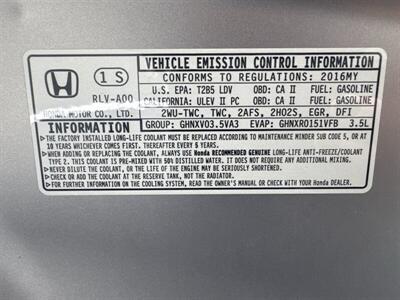 VEHICLE EMISSION CONTROL INFORMATION
1 S
CONFORMS TO REGULATIONS: 2016MY
RLV-A00
U.S. EPA: T2B5 LDV OBD: CA II FUEL: GASOLINE
CALIFORNIA: ULEV II PC OBD: CA II FUEL: GASOLINE
HONDA MOTOR CO., LTD.
2WU-TWC, TWC, 2AFS, 2HO2S, EGR, DFI
INFORMATION
GROUP: GHNXV03.5VA3 EVAP: GHNXR0151VFB 3.5L
▶THE FACTORY INSTALLED LONG-LIFE COOLANT MUST BE REPLACED ACCORDING TO MAINTENANCE MINDER SUB CODE 5, OR AT
10 YEARS WHICHEVER COMES FIRST. THEREAFTER EVERY 5 YEARS.
▶WHEN ADDING OR REPLACING THE COOLANT, ALWAYS USE Honda RECOMMENDED GENUINE LONG-LIFE ANTI-FREEZE/COOLANT
TYPE 2. THIS COOLANT IS PRE-MIXED WITH 50% DISTILLED WATER. IT DOES NOT REQUIRE ANY ADDITIONAL MIXING.
▶NEVER DILUTE THE COOLANT, OR LIFE OF THE ENGINE MAY BE SERIOUSLY SHORTENED.
▶CHECK AND ADD COOLANT AT THE RESERVE TANK, NOT THE RADIATOR.
▶FOR FURTHER INFORMATION ON THE COOLING SYSTEM, PLEASE READ THE OWNER'S MANUAL OR CHECK WITH YOUR Honda DEALER.